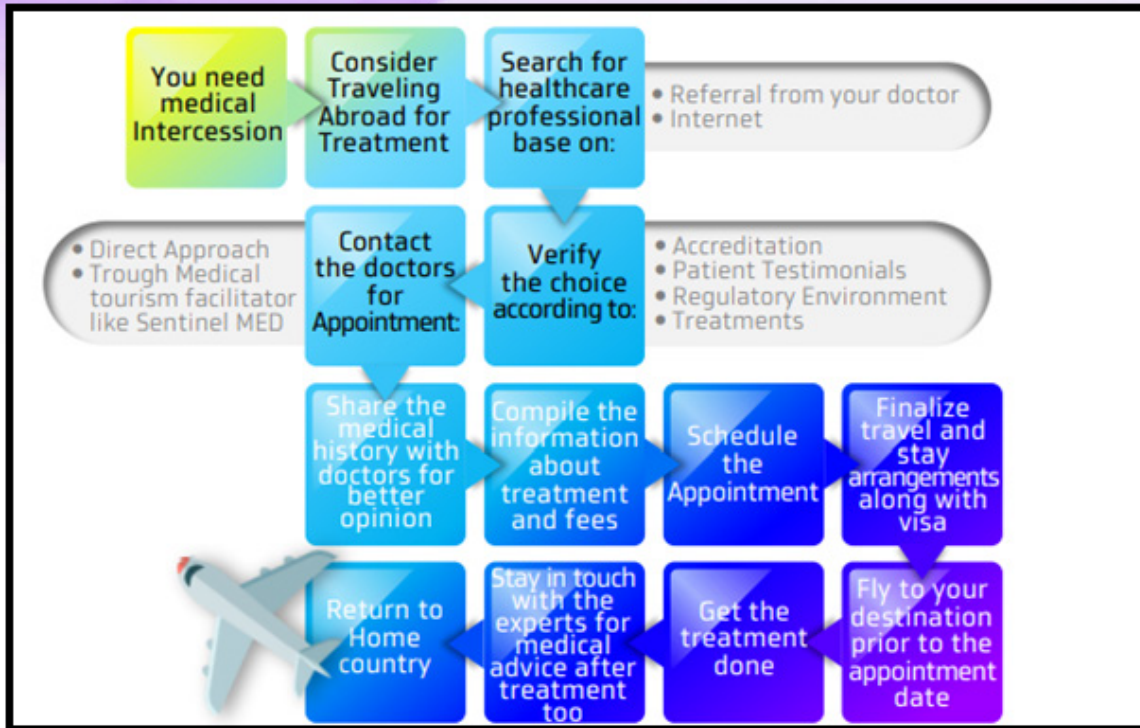 You need
medical
Intercession
Consider
Traveling
Abroad for
Treatment
Search for
healthcare
professional
base on:
• Referral from your doctor
• Internet
Verify
the choice
according to:
• Accreditation
• Patient Testimonials
• Regulatory Environment
• Treatments
Contact
the doctors
for
Appointment:
• Direct Approach
• Trough Medical
tourism facilitator
like Sentinel MED
Share the
medical
history with
doctors for
better
opinion
Compile the
information
about
treatment
and fees
Schedule
the
Appointment
Finalize
travel and
stay
arrangements
along with
visa
Fly to your
destination
prior to the
appointment
date
Get the
treatment
done
Stay in touch
with the
experts for
medical
advice after
treatment
too
Return to
Home
country